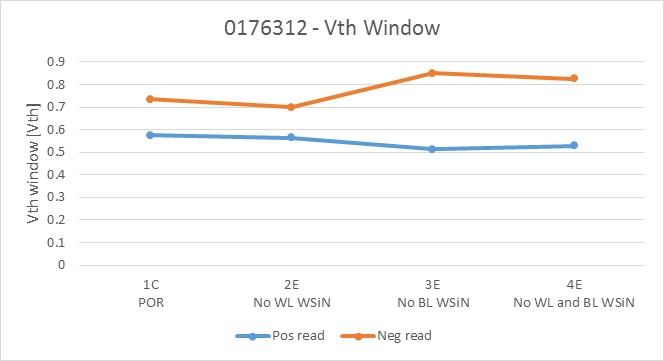 0176312 - Vth Window
Vth window [Vth]
0.9
0.8
0.7
0.6
0.5
0.4
0.3
0.2
0.1
0
1C 2E 3E 4E
POR No WL WSiN No BL WSiN No WL and BL WSiN
Pos read Neg read